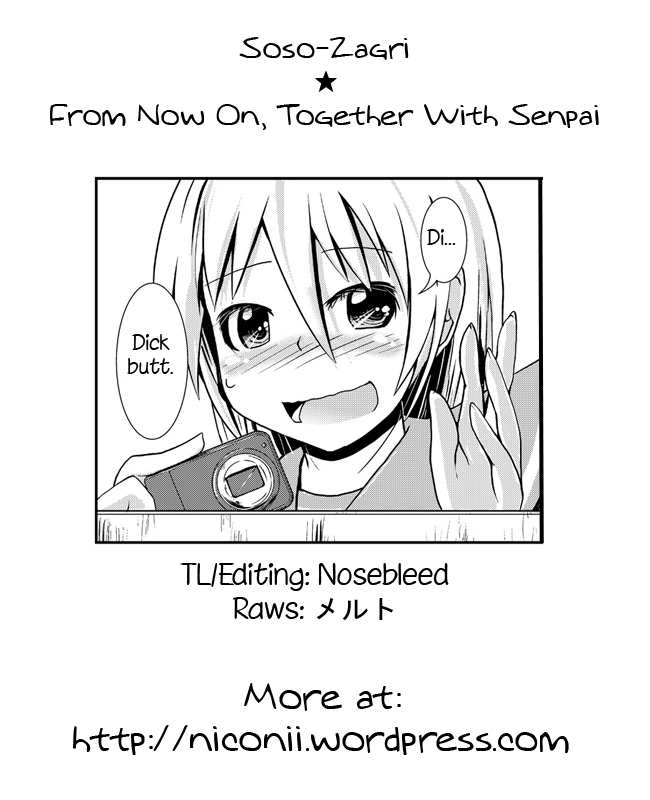 Soso-Zagri
★
From Now On, Together With Senpai
Di...
Dick
butt.
TL/Editing: Nosebleed
Raws: メルト
More at:
http://niconii.wordpress.com